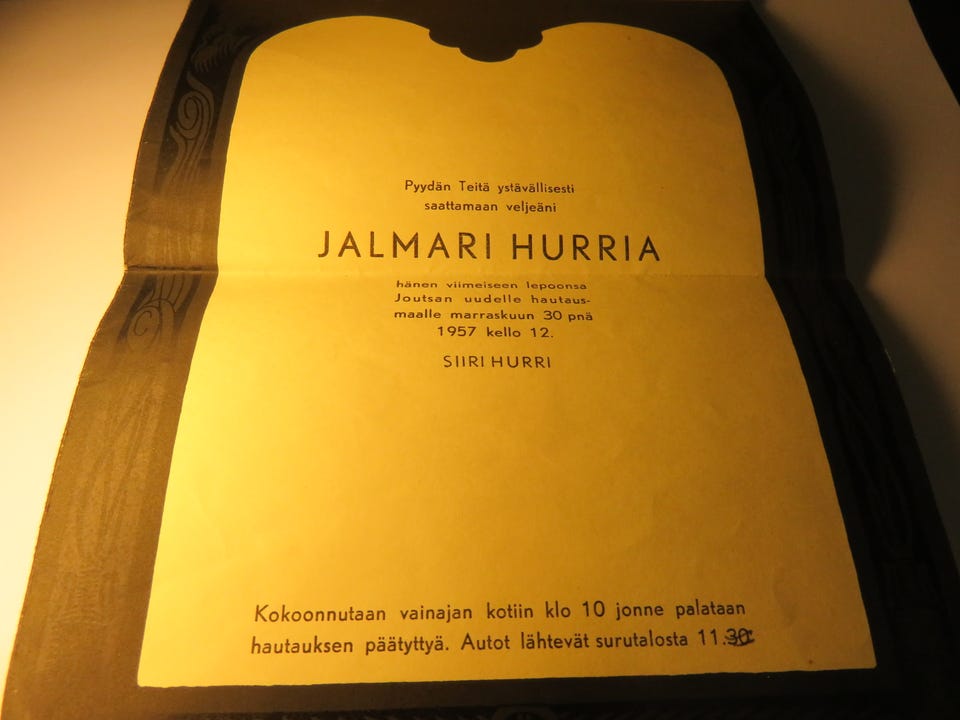 Pyydän Teitä ystävällisesti
saattamaan veljeäni
JALMARI HURRIA
hänen viimeiseen lepoonsa
Joutsan uudelle hautaus-
maalle marraskuun 30 pnä
1957 kello 12.
SIIRI HURRI
Kokoonnutaan vainajan kotiin klo 10 jonne palataan
hautauksen päätyttyä. Autot lähtevät surutalosta 11.30